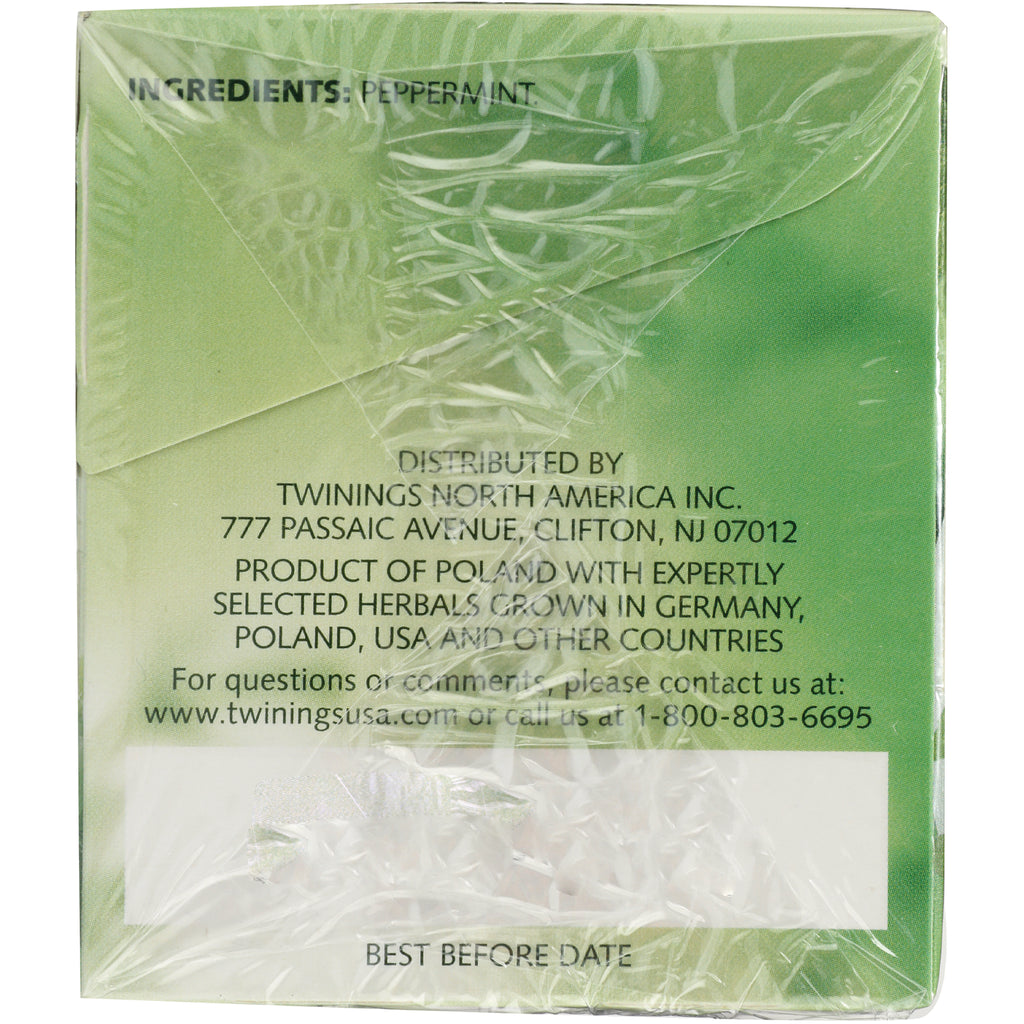 INGREDIENTS: PEPPERMINT.
DISTRIBUTED BY
TWININGS NORTH AMERICA INC.
777 PASSAIC AVENUE, CLIFTON, NJ 07012
PRODUCT OF POLAND WITH EXPERTLY
SELECTED HERBALS GROWN IN GERMANY,
POLAND, USA AND OTHER COUNTRIES
For questions or comments, please contact us at:
www.twiningsusa.com or call us at 1-800-803-6695
BEST BEFORE DATE